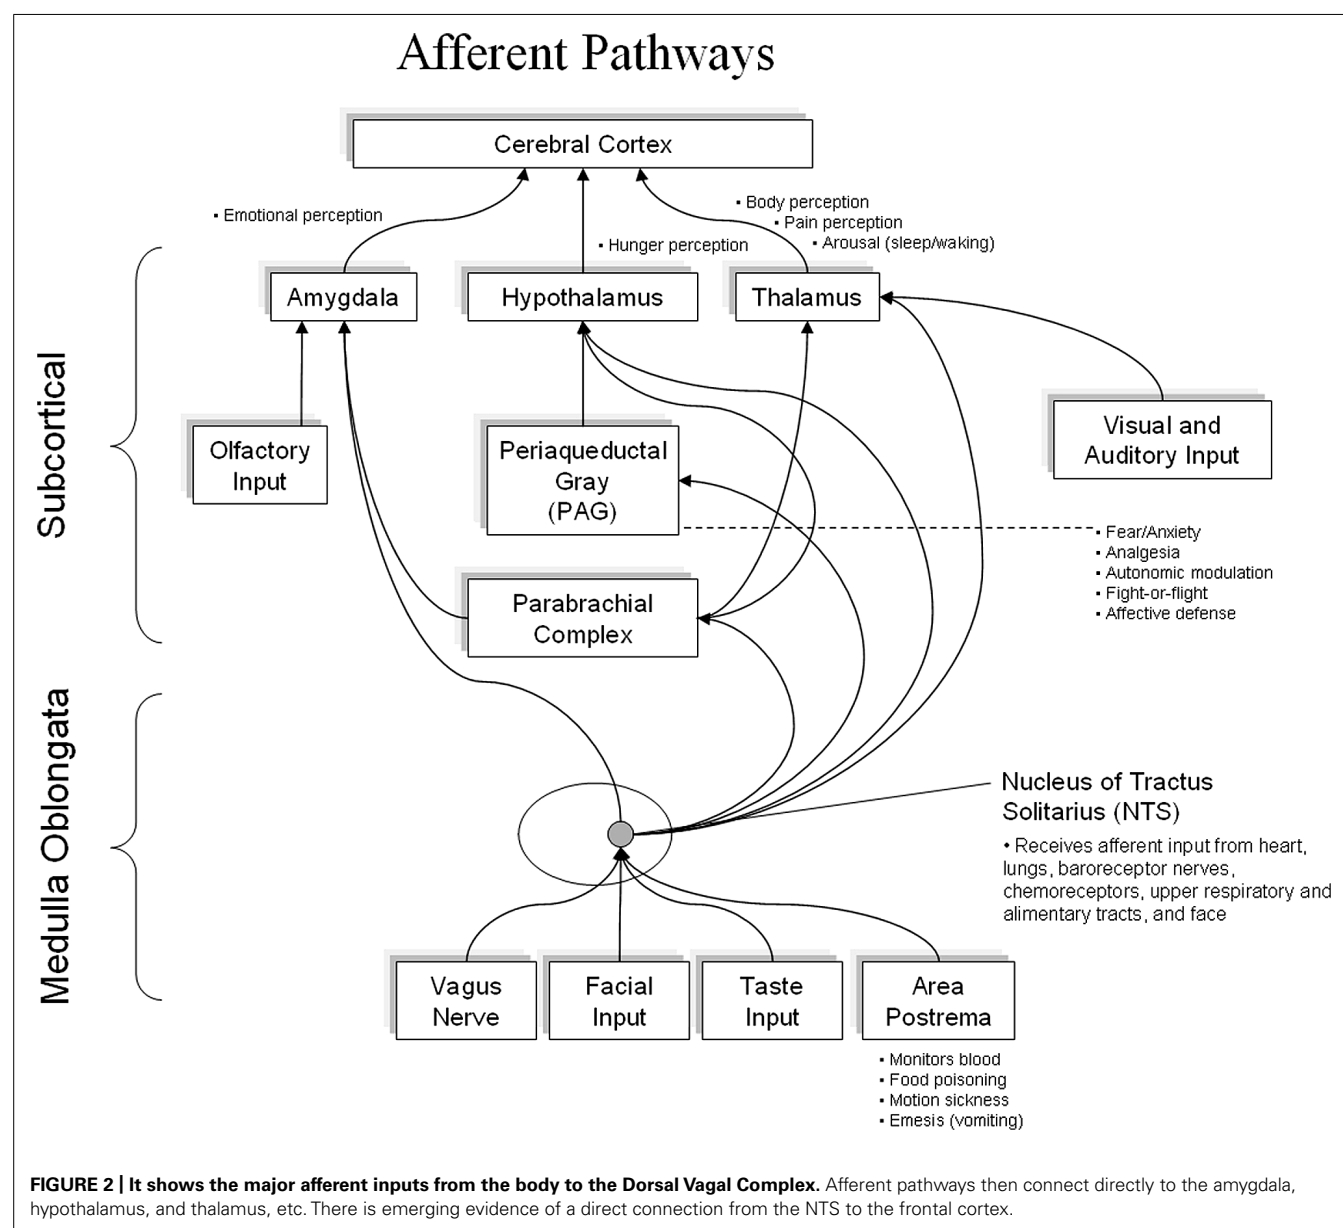 Afferent Pathways
Cerebral Cortex
▪ Emotional perception
▪ Body perception
▪ Pain perception
▪ Arousal (sleep/waking)
▪ Hunger perception
Amygdala
Hypothalamus
Thalamus
Subcortical
Olfactory
Input
Periaqueductal
Gray
(PAG)
Visual and
Auditory Input
▪ Fear/Anxiety
▪ Analgesia
▪ Autonomic modulation
▪ Fight-or-flight
▪ Affective defense
Parabrachial
Complex
Medulla Oblongata
Nucleus of Tractus
Solitarius (NTS)
• Receives afferent input from heart,
lungs, baroreceptor nerves,
chemoreceptors, upper respiratory and
alimentary tracts, and face
Vagus
Nerve
Facial
Input
Taste
Input
Area
Postrema
▪ Monitors blood
▪ Food poisoning
▪ Motion sickness
▪ Emesis (vomiting)
FIGURE 2 | It shows the major afferent inputs from the body to the Dorsal Vagal Complex. Afferent pathways then connect directly to the amygdala,
hypothalamus, and thalamus, etc. There is emerging evidence of a direct connection from the NTS to the frontal cortex.